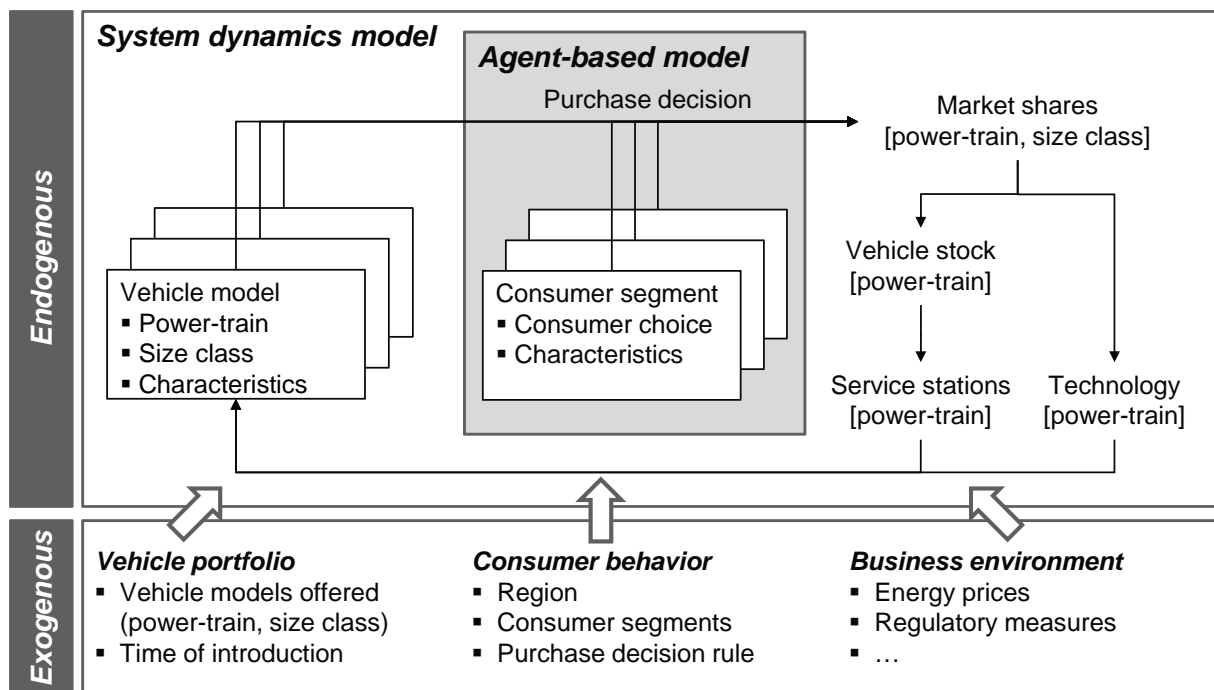 Endogenous
System dynamics model
Agent-based model
Purchase decision
Market shares
[power-train, size class]
Vehicle stock
[power-train]
Vehicle model
▪ Power-train
▪ Size class
▪ Characteristics
Consumer segment
▪ Consumer choice
▪ Characteristics
Service stations
[power-train]
Technology
[power-train]
Exogenous
Vehicle portfolio
▪ Vehicle models offered
(power-train, size class)
▪ Time of introduction
Consumer behavior
▪ Region
▪ Consumer segments
▪ Purchase decision rule
Business environment
▪ Energy prices
▪ Regulatory measures
▪ …